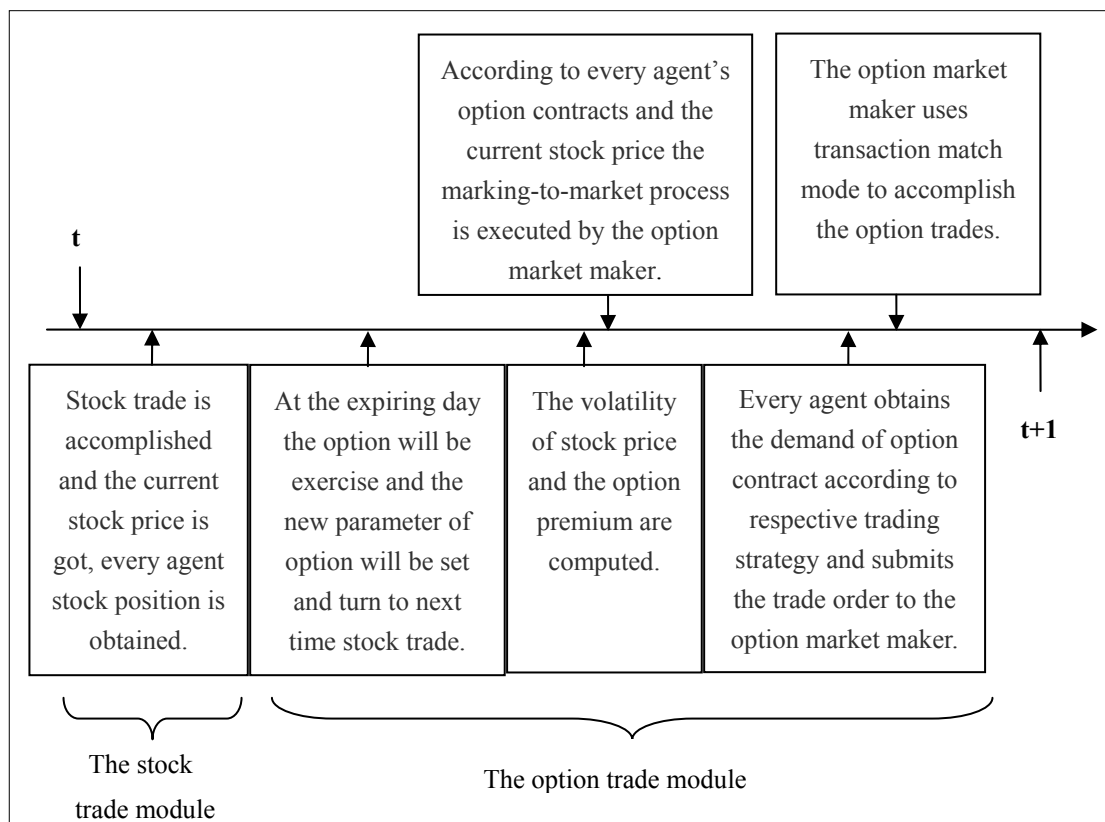 According to every agent’s
option contracts and the
current stock price the
marking-to-market process
is executed by the option
market maker.
The option market
maker uses
transaction match
mode to accomplish
the option trades.
t
Stock trade is
accomplished
and the current
stock price is
got, every agent
stock position is
obtained.
At the expiring day
the option will be
exercise and the
new parameter of
option will be set
and turn to next
time stock trade.
The volatility
of stock price
and the option
premium are
computed.
Every agent obtains
the demand of option
contract according to
respective trading
strategy and submits
the trade order to the
option market maker.
t+1
The stock
trade module
The option trade module